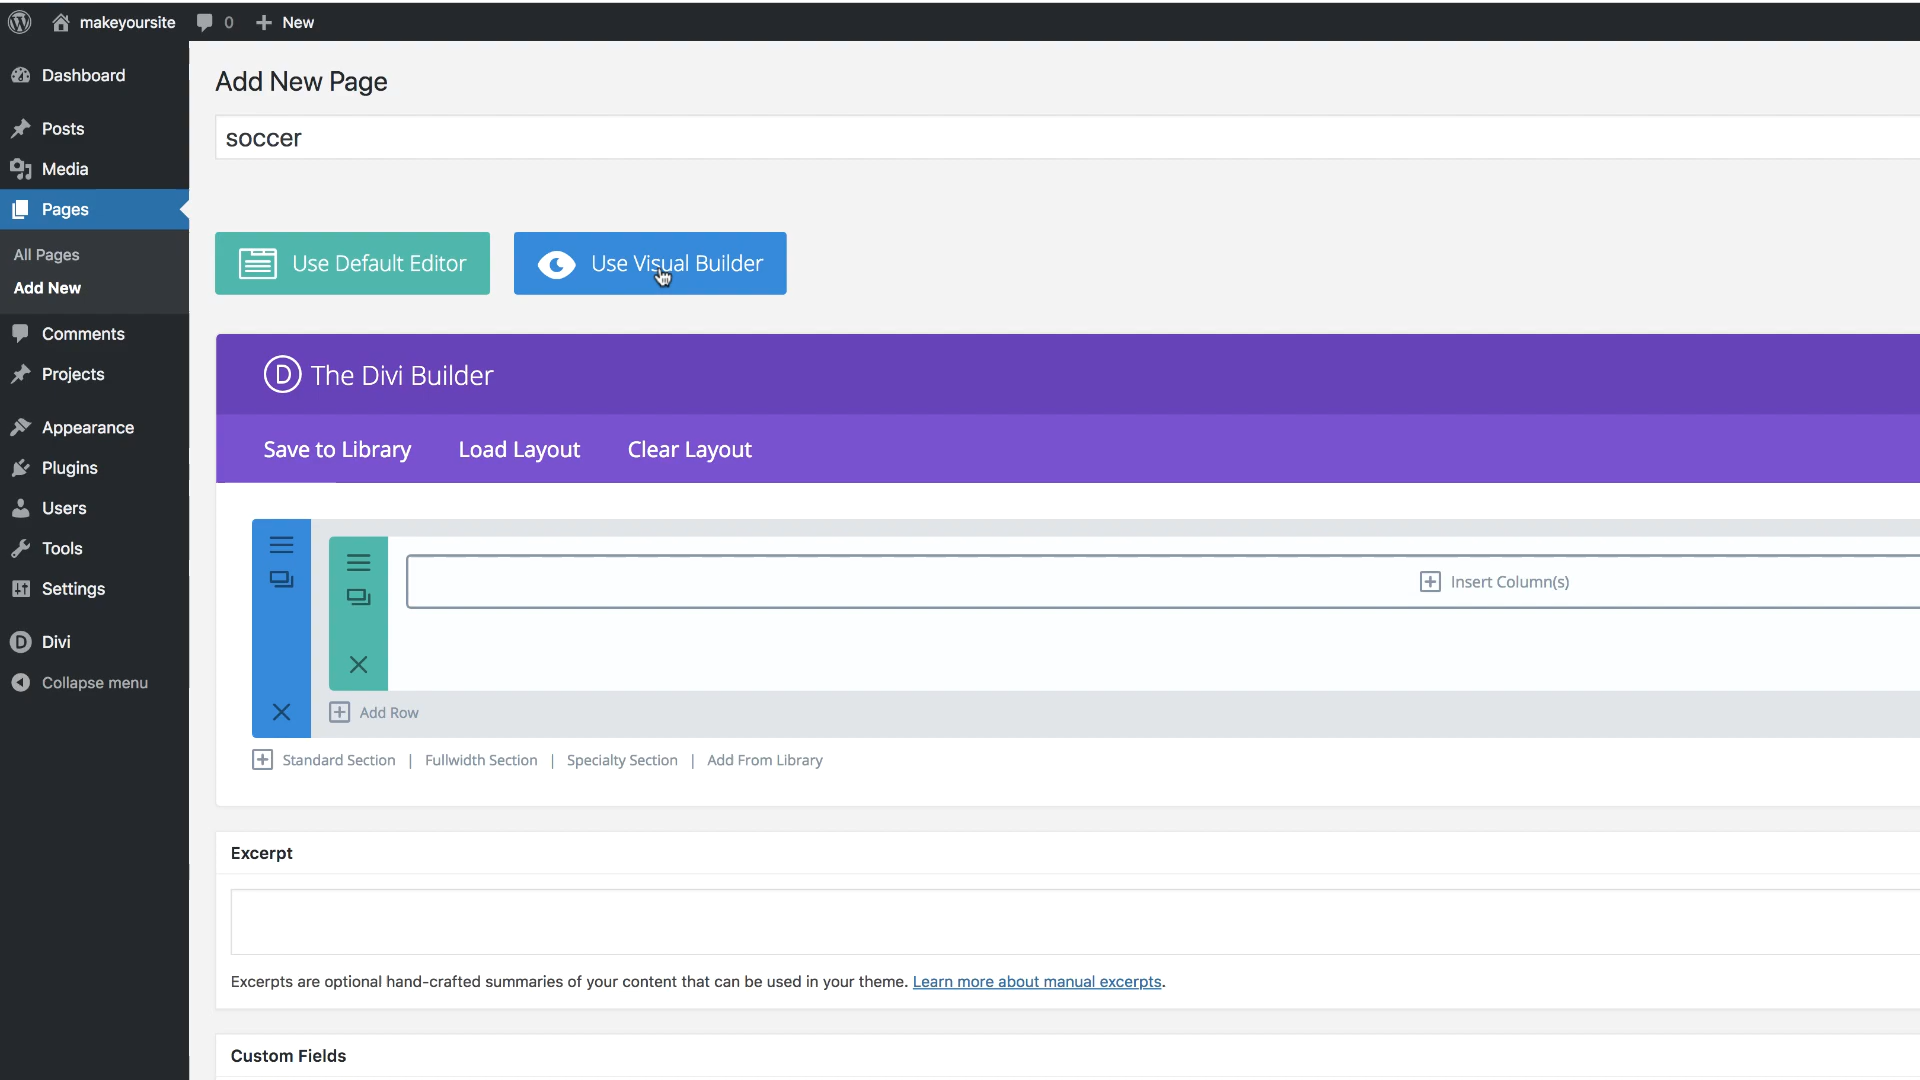 makeyoursite
0
New
Dashboard
Posts
Media
Pages
All Pages
Add New
Comments
Projects
Appearance
Plugins
Users
Tools
Settings
Divi
Collapse menu
Add New Page
soccer
Use Default Editor
Use Visual Builder
D The Divi Builder
Save to Library Load Layout Clear Layout
Insert Column(s)
Add Row
Standard Section | Fullwidth Section | Specialty Section | Add From Library
Excerpt
Excerpts are optional hand-crafted summaries of your content that can be used in your theme. Learn more about manual excerpts.
Custom Fields